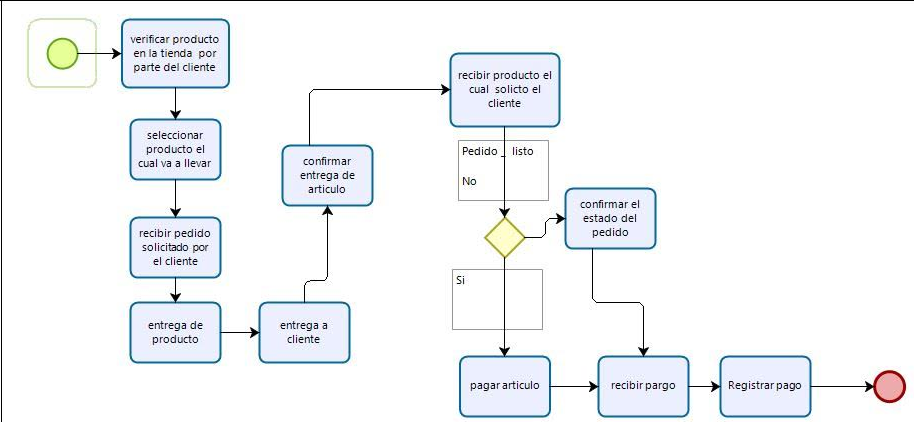 verificar producto
en la tienda por
parte del cliente
seleccionar
producto el
cual va a llevar
recibir pedido
solicitado por
el cliente
entrega de
producto
entrega a
cliente
confirmar
entrega de
articulo
recibir producto el
cual solicto el
cliente
Pedido _ listo
No
confirmar el
estado del
pedido
Si
pagar articulo
recibir pargo
Registrar pago